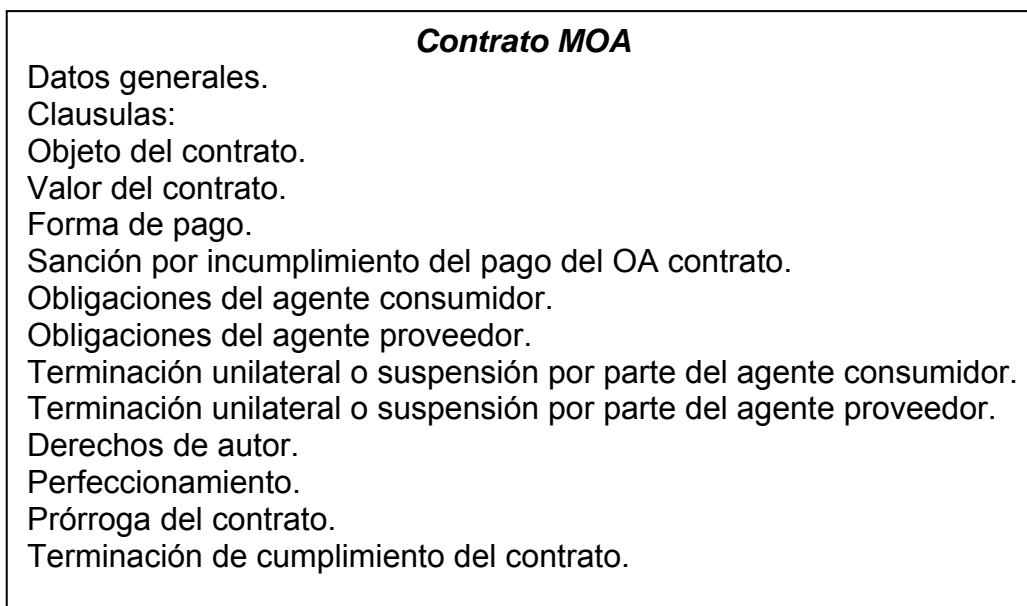 Contrato MOA
Datos generales.
Clausulas:
Objeto del contrato.
Valor del contrato.
Forma de pago.
Sanción por incumplimiento del pago del OA contrato.
Obligaciones del agente consumidor.
Obligaciones del agente proveedor.
Terminación unilateral o suspensión por parte del agente consumidor.
Terminación unilateral o suspensión por parte del agente proveedor.
Derechos de autor.
Perfeccionamiento.
Prórroga del contrato.
Terminación de cumplimiento del contrato.